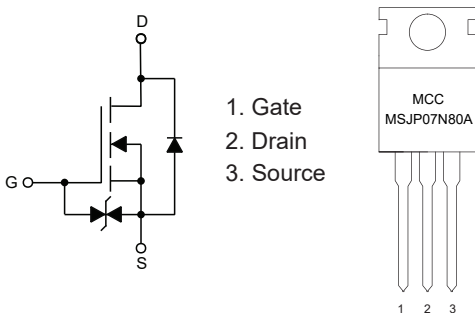 D
G
S
1. Gate
2. Drain
3. Source
MCC
MSJP07N80A
1 2 3